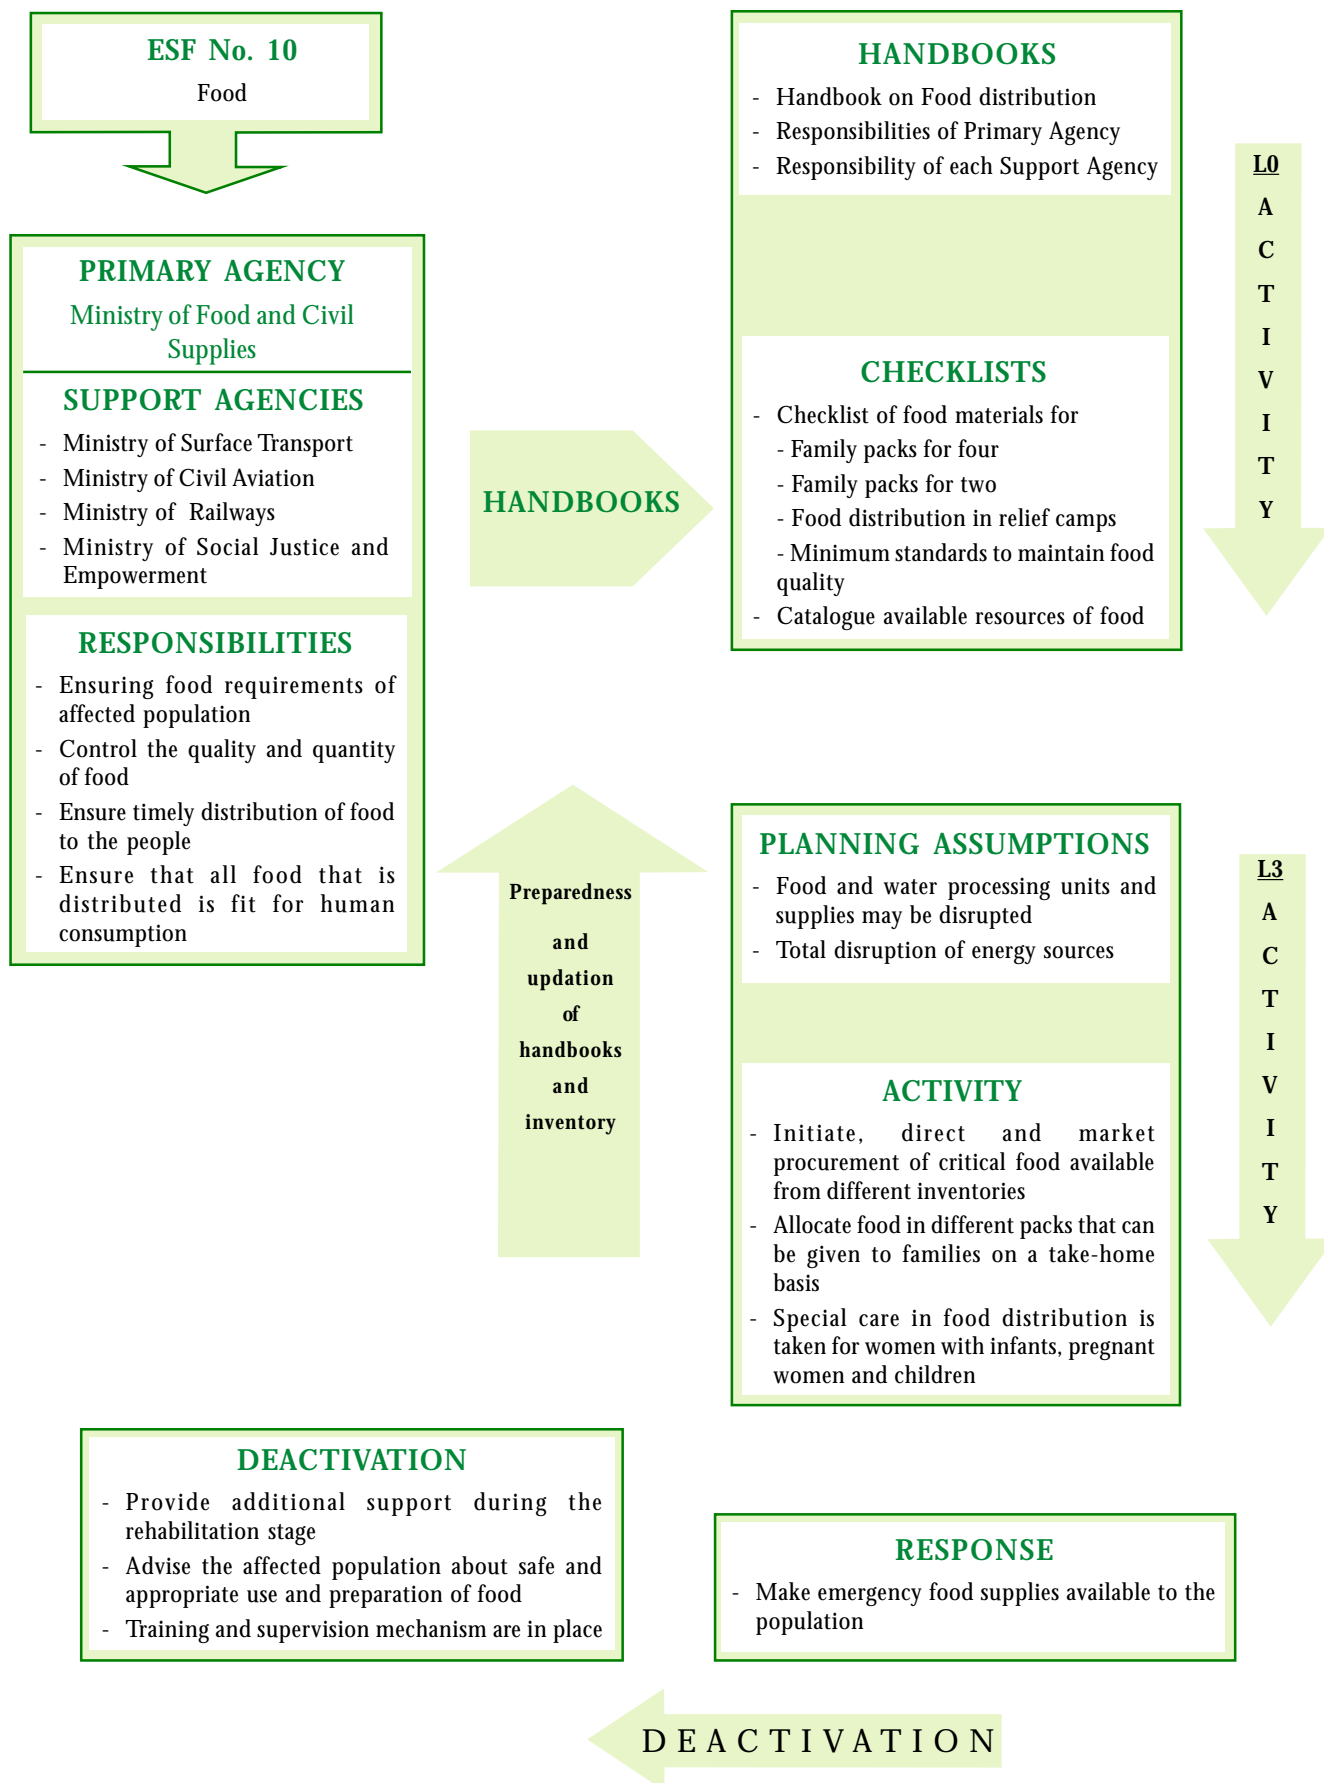 ESF No. 10
Food
PRIMARY AGENCY
Ministry of Food and Civil
Supplies
SUPPORT AGENCIES
- Ministry of Surface Transport
- Ministry of Civil Aviation
- Ministry of Railways
- Ministry of Social Justice and
Empowerment
RESPONSIBILITIES
- Ensuring food requirements of
affected population
- Control the quality and quantity
of food
- Ensure timely distribution of food
to the people
- Ensure that all food that is
distributed is fit for human
consumption
HANDBOOKS
HANDBOOKS
- Handbook on Food distribution
- Responsibilities of Primary Agency
- Responsibility of each Support Agency
CHECKLISTS
- Checklist of food materials for
- Family packs for four
- Family packs for two
- Food distribution in relief camps
- Minimum standards to maintain food
quality
- Catalogue available resources of food
L0
A
C
T
I
V
I
T
Y
Preparedness
and
updation
of
handbooks
and
inventory
PLANNING ASSUMPTIONS
- Food and water processing units and
supplies may be disrupted
- Total disruption of energy sources
ACTIVITY
- Initiate, direct and market
procurement of critical food available
from different inventories
- Allocate food in different packs that can
be given to families on a take-home
basis
- Special care in food distribution is
taken for women with infants, pregnant
women and children
L3
A
C
T
I
V
I
T
Y
DEACTIVATION
- Provide additional support during the
rehabilitation stage
- Advise the affected population about safe and
appropriate use and preparation of food
- Training and supervision mechanism are in place
RESPONSE
- Make emergency food supplies available to the
population
DEACTIVATION